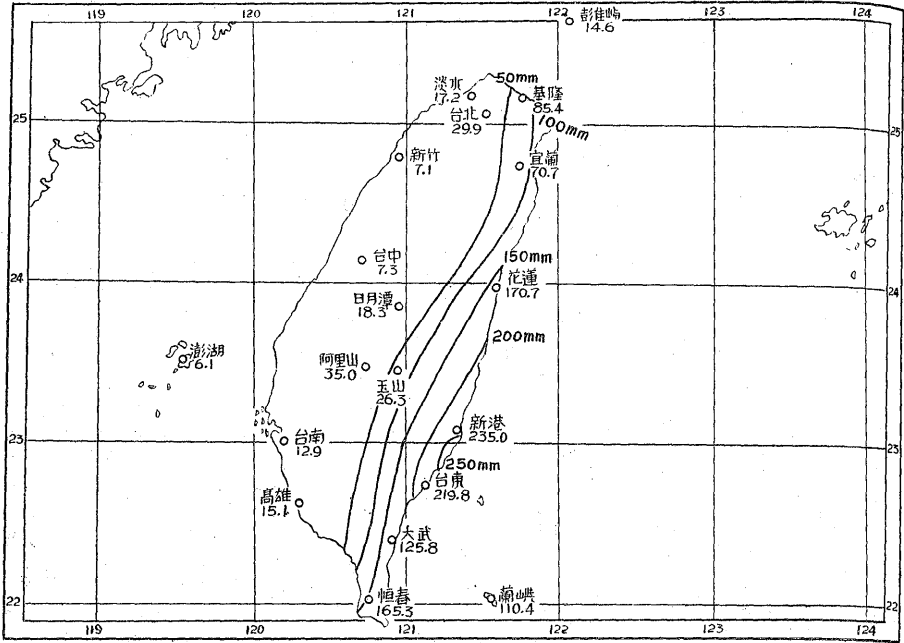 119
120
121
122
123
124
彭佳嶼
14.6
50mm
淡水
17.2
基隆
85.4
台北
29.9
100mm
25
25
新竹
7.1
宜蘭
70.7
台中
7.3
150mm
花蓮
170.7
24
24
日月潭
18.3
200mm
澎湖
6.1
阿里山
35.0
玉山
26.3
新港
235.0
23
23
台南
12.9
250mm
台東
219.8
高雄
15.1
大武
125.8
22
22
恒春
165.3
蘭嶼
110.4
119
120
121
122
123
124